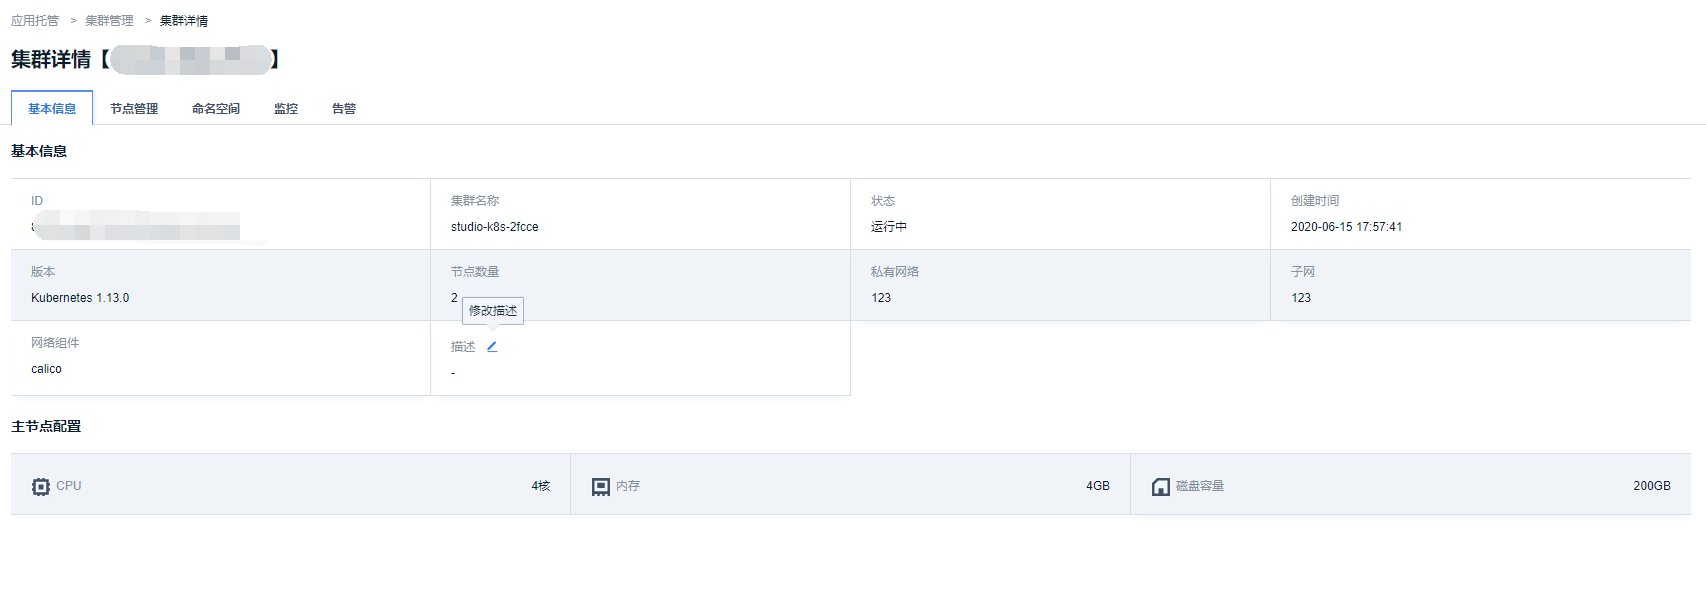 应用托管 > 集群管理 > 集群详情
集群详情【 】
基本信息 节点管理 命名空间 监控 告警
基本信息
ID 集群名称 状态 创建时间
studio-k8s-2fcce 运行中 2020-06-15 17:57:41
版本 节点数量 私有网络 子网
Kubernetes 1.13.0 2 123 123
修改描述
网络组件 描述
calico -
主节点配置
CPU 4核 内存 4GB 磁盘容量 200GB